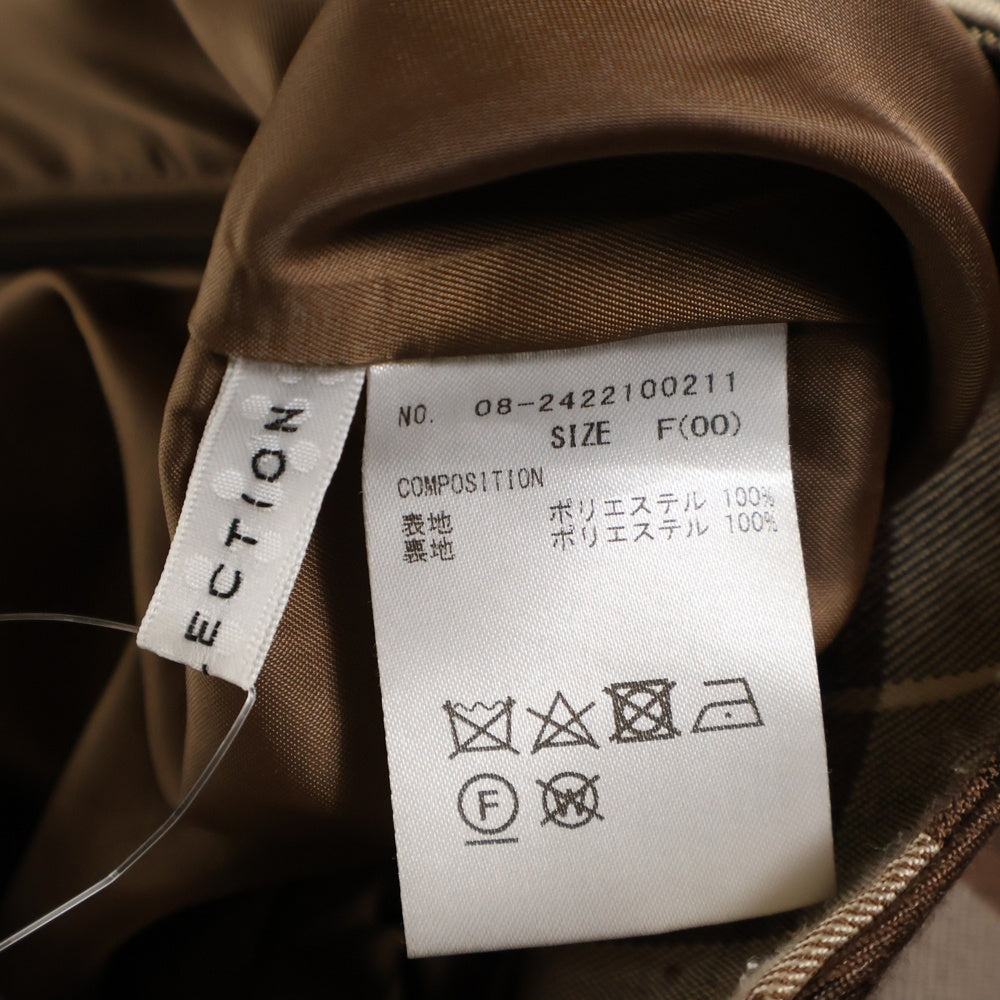 ECTION
NO. 08-2422100211
SIZE F(00)
COMPOSITION
表地 ポリエステル 100%
裏地 ポリエステル 100%
F
W